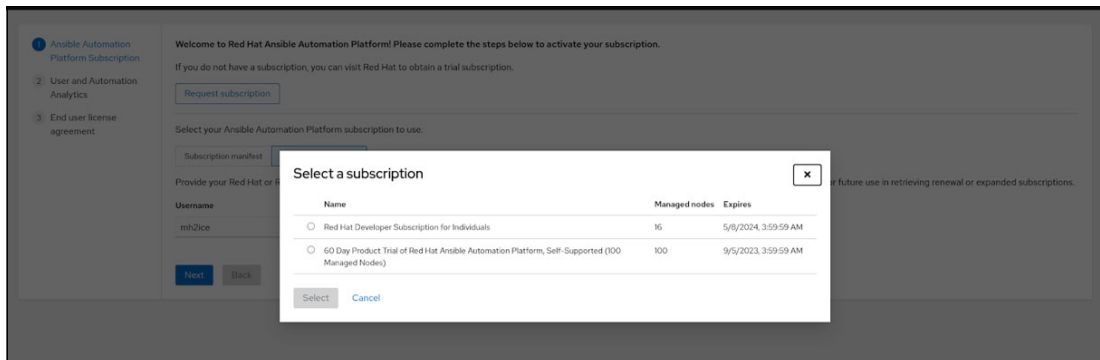 1 Ansible Automation
Platform Subscription
2 User and Automation
Analytics
3 End user license
agreement
Welcome to Red Hat Ansible Automation Platform! Please complete the steps below to activate your subscription.
If you do not have a subscription, you can visit Red Hat to obtain a trial subscription.
Request subscription
Select your Ansible Automation Platform subscription to use.
Subscription manifest
Provide your Red Hat or R
or future use in retrieving renewal or expanded subscriptions.
Username
mh2ice
Next Back
Select a subscription
Name Managed nodes Expires
Red Hat Developer Subscription for Individuals 16 5/8/2024, 3:59:59 AM
60 Day Product Trial of Red Hat Ansible Automation Platform, Self-Supported (100 100 9/5/2023, 3:59:59 AM
Managed Nodes)
Select Cancel